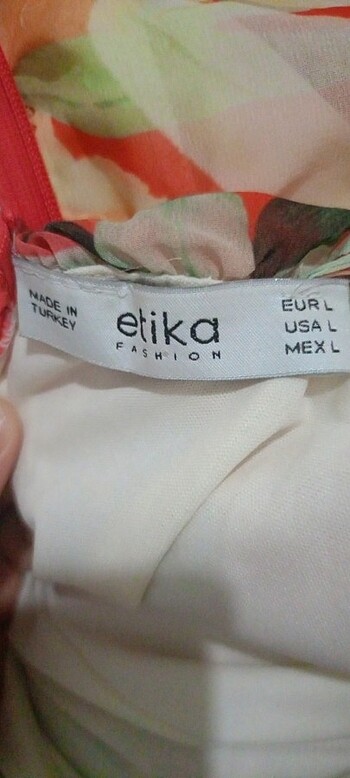 MADE IN
TURKEY
etika
FASHION
EUR L
USA L
MEX L